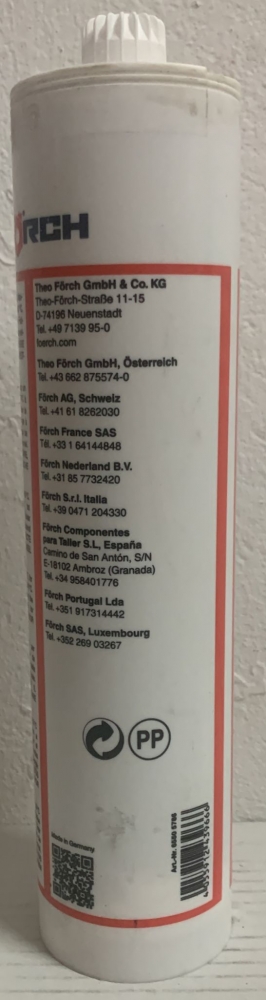 ÖRCH
Theo Förch GmbH & Co. KG
Theo-Förch-Straße 11-15
D-74196 Neuenstadt
Tel. +49 7139 95-0
foerch.com
Theo Förch GmbH, Österreich
Tel. +43 662 875574-0
Förch AG, Schweiz
Tel. +41 61 8262030
Förch France SAS
Tél. +33 1 64144848
Förch Nederland B.V.
Tel. +31 85 7732420
Förch S.r.l. Italia
Tel. +39 0471 204330
Förch Componentes
para Taller S.L, España
Camino de San Antón, S/N
E-18102 Ambroz (Granada)
Tel. +34 958401776
Förch Portugal Lda
Tel. +351 917314442
Förch SAS, Luxembourg
Tel. +352 269 03267
PP
Made in Germany